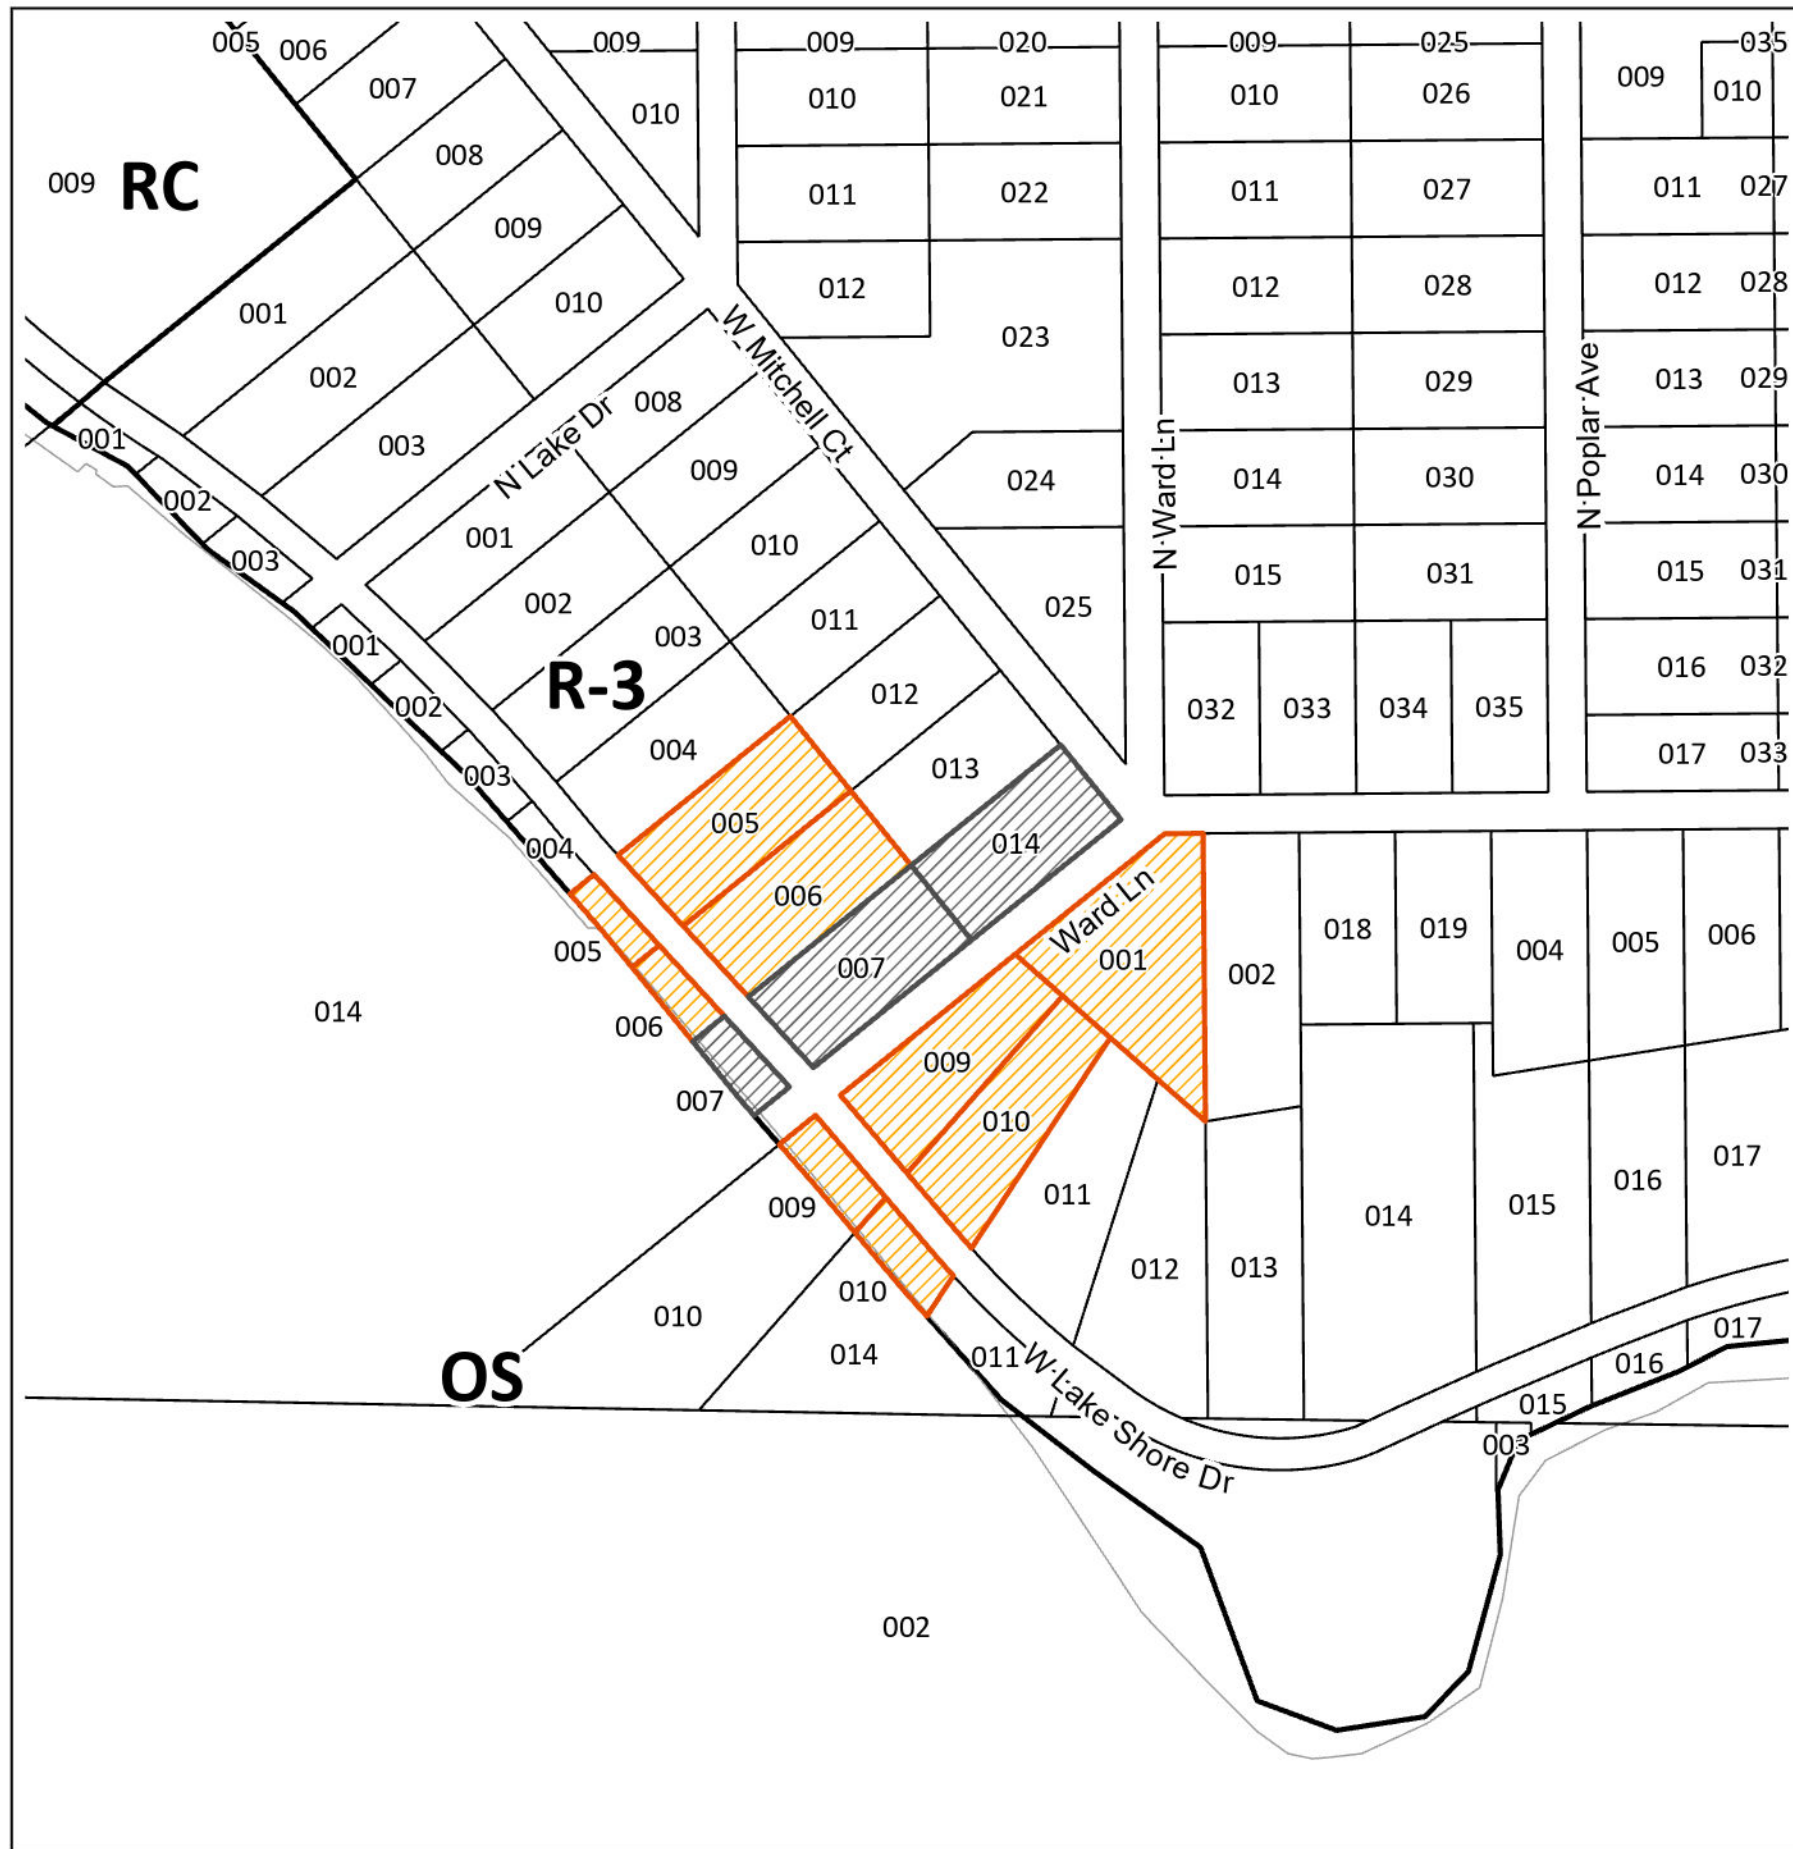 005 006 009 009 020 009 025 035
007 010 010 021 010 026 009 010
008
009 RC 011 022 011 027 011 027
009
001 010 012 012 028 012 028
W Mitchell Ct
023
002 008 013 029 013 029
N Lake Dr
003 009 024 014 030 014 030
N Ward Ln
N Poplar Ave
001
002 001 010 015 031 015 031
003 002 011 025
001 003 016 032
R-3
002 012 032 033 034 035
003 004 013 017 033
004 005 014
006 Ward Ln 018 019 004 005 006
005 007 001 002
014 006 009
007 010 017
009 011 014 015 016
010 012 013
010
014 011 W Lake Shore Dr 016 017
OS
015
003
002